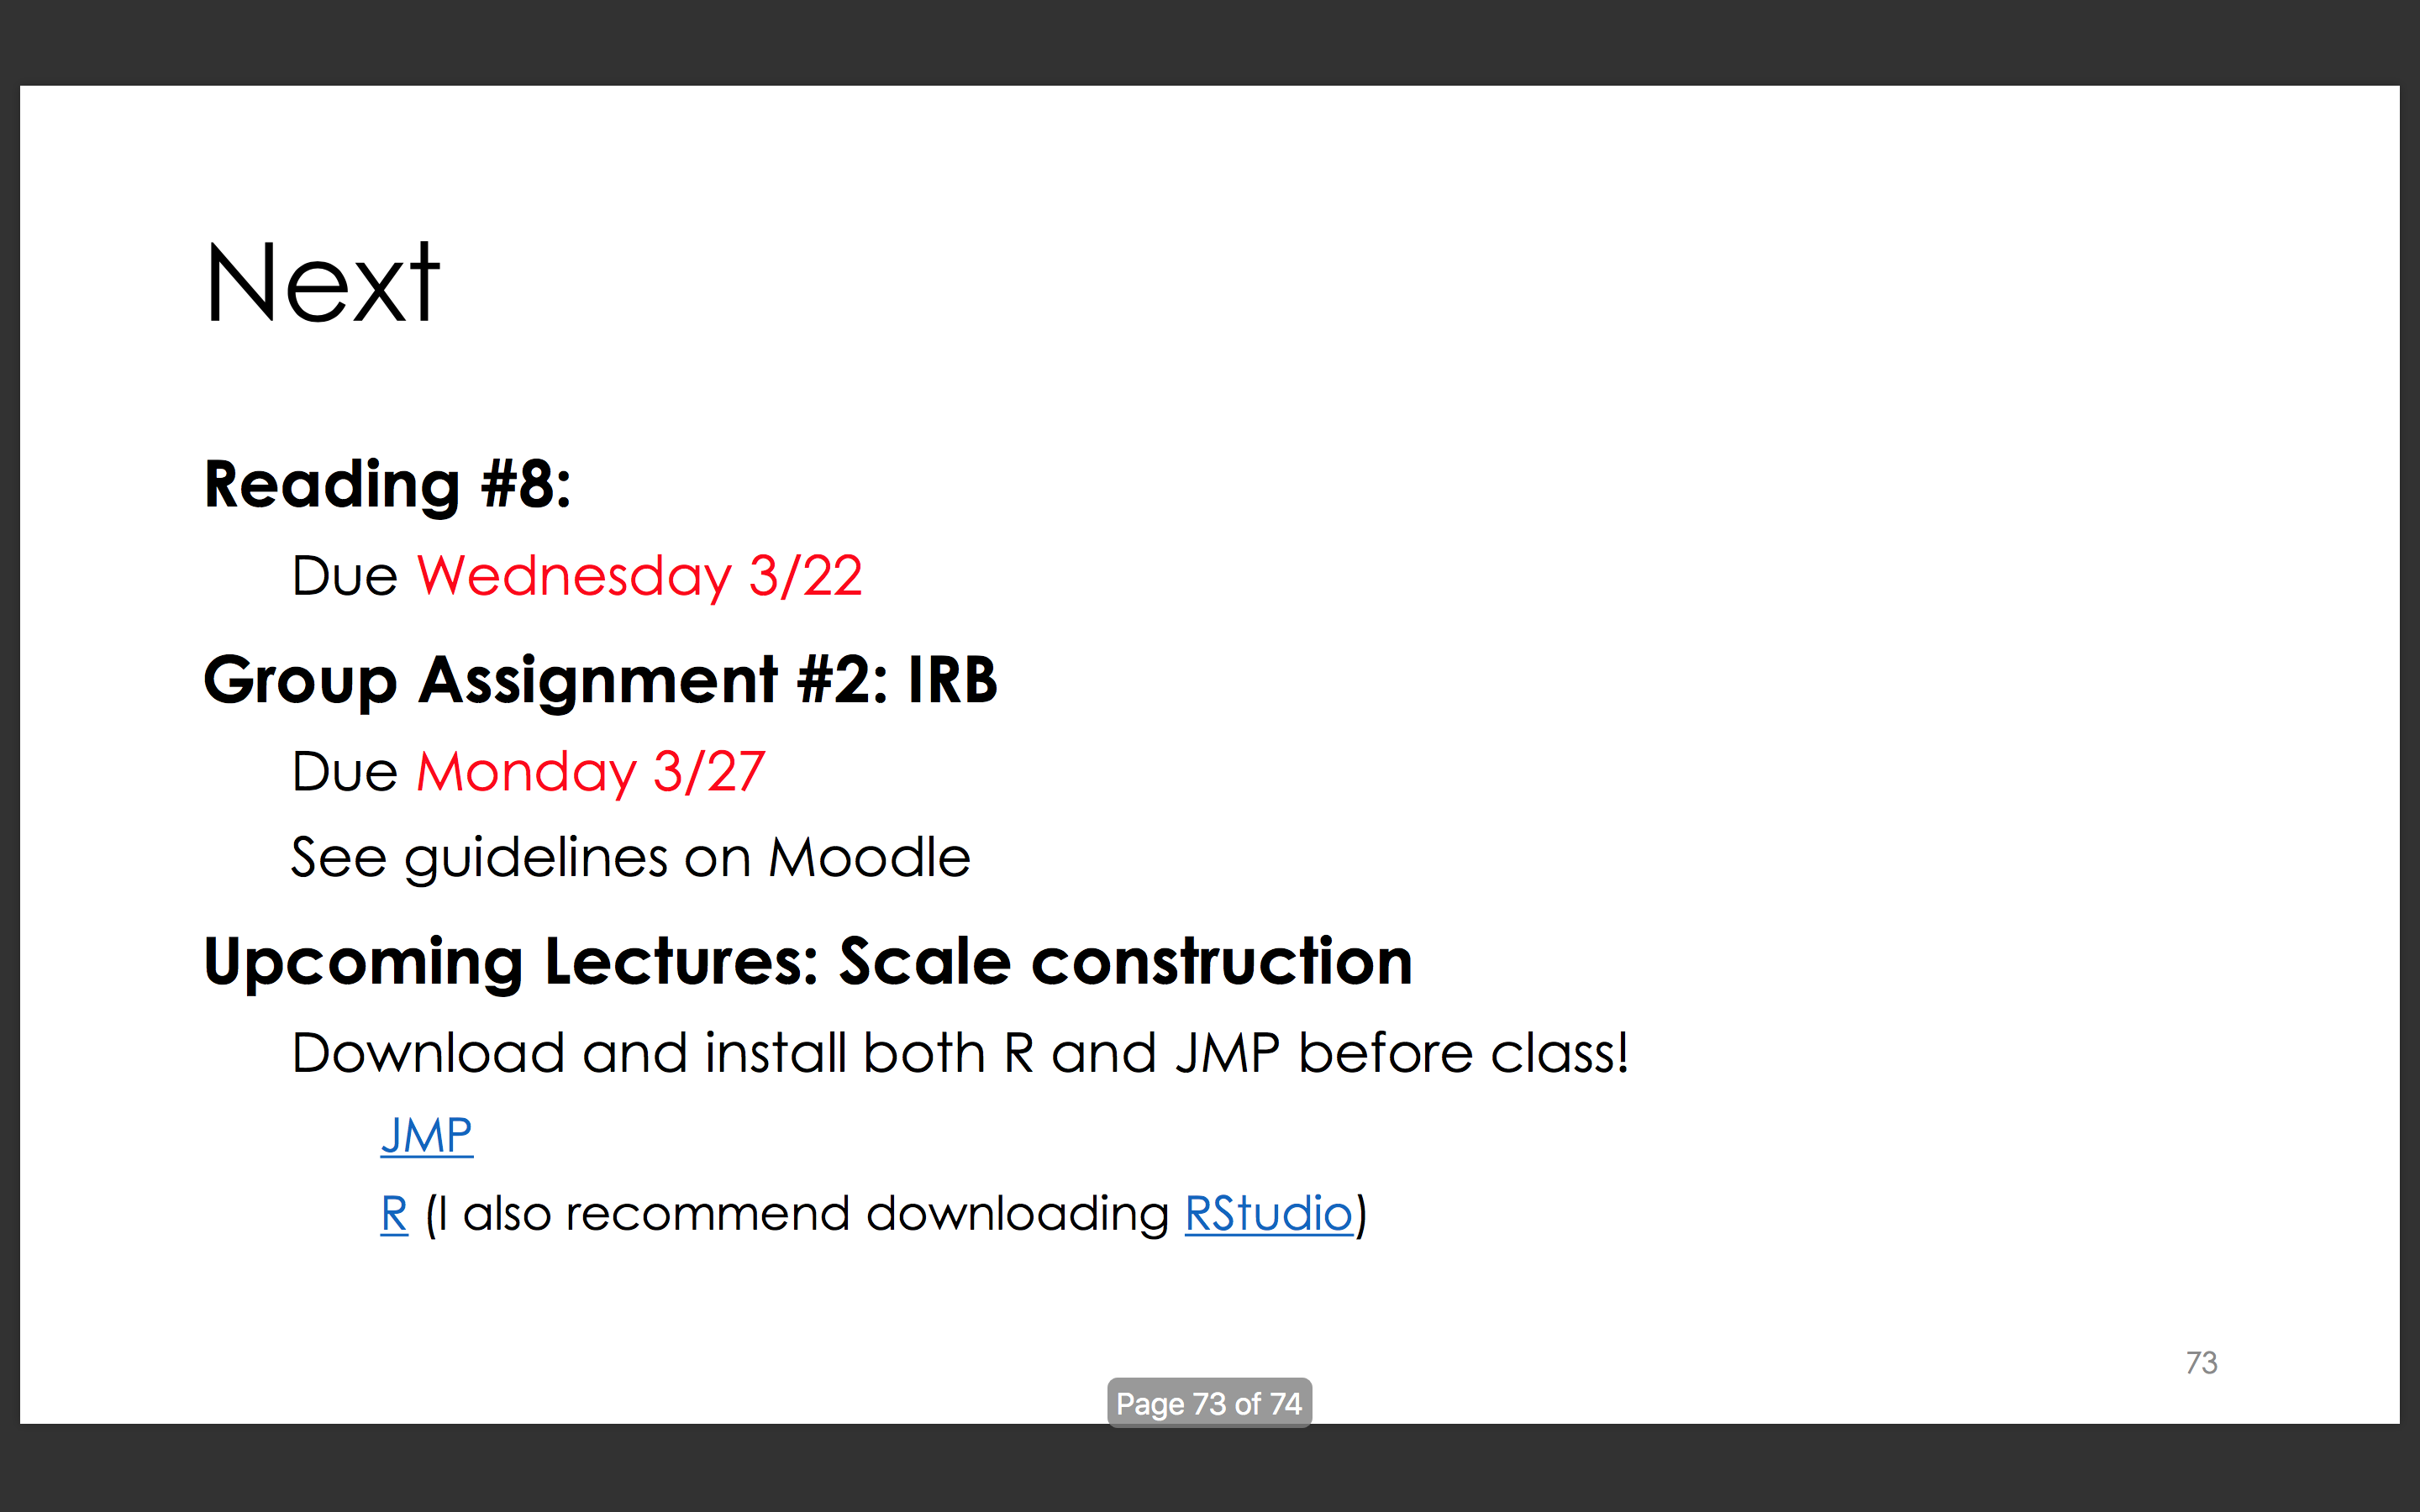 Next
Reading #8:
Due Wednesday 3/22
Group Assignment #2: IRB
Due Monday 3/27
See guidelines on Moodle
Upcoming Lectures: Scale construction
Download and install both R and JMP before class!
JMP
R (I also recommend downloading RStudio)
73
Page 73 of 74